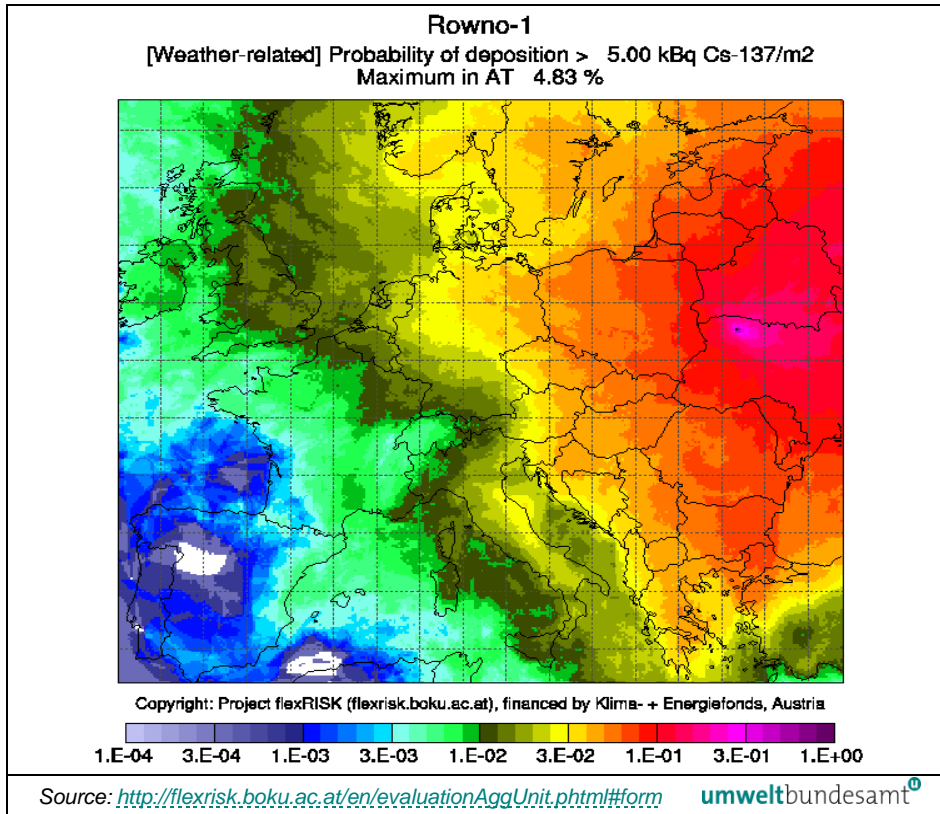 Rowno-1
[Weather-related] Probability of deposition > 5.00 kBq Cs-137/m2
Maximum in AT 4.83 %
Copyright: Project flexRISK (flexrisk.boku.ac.at), financed by Klima- + Energiefonds, Austria
1.E-04 3.E-04 1.E-03 3.E-03 1.E-02 3.E-02 1.E-01 3.E-01 1.E+00
Source: http://flexrisk.boku.ac.at/en/evaluationAggUnit.phtml#form umweltbundesamt u